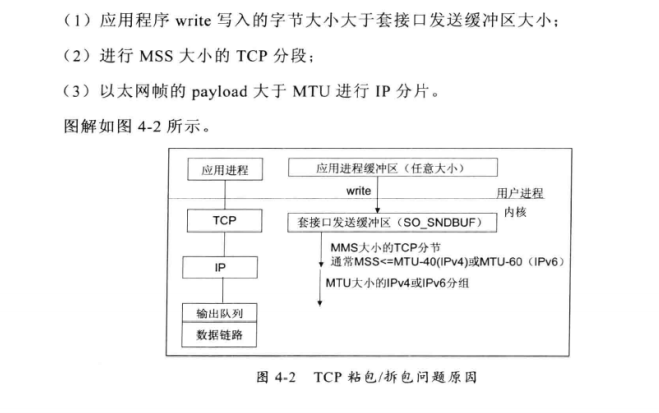 （1）应用程序 write 写入的字节大小大于套接口发送缓冲区大小；
（2）进行 MSS 大小的 TCP 分段；
（3）以太网帧的 payload 大于 MTU 进行 IP 分片。
图解如图 4-2 所示。
应用进程
应用进程缓冲区（任意大小）
write
用户进程
内核
TCP
套接口发送缓冲区（SO_SNDBUF）
MMS大小的TCP分节
通常MSS<=MTU-40(IPv4)或MTU-60（IPv6）
IP
MTU大小的IPv4或IPv6分组
输出队列
数据链路
图 4-2 TCP 粘包/拆包问题原因